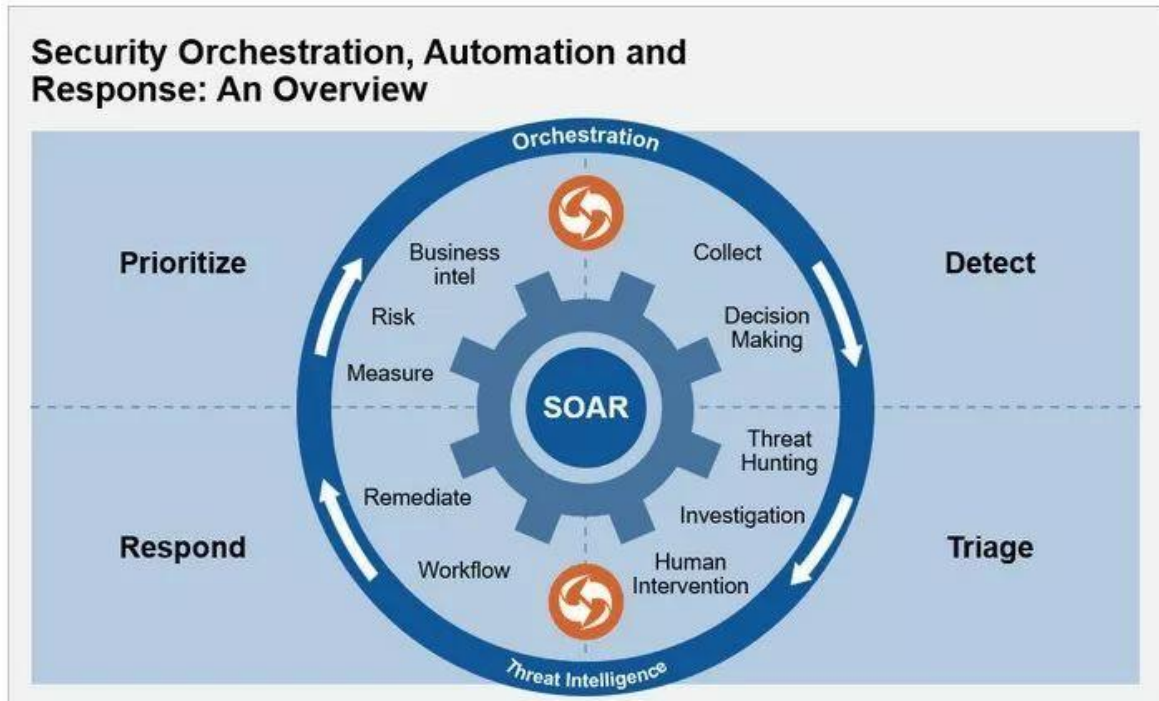 Security Orchestration, Automation and
Response: An Overview
Orchestration
Prioritize
Business
intel
Risk
Measure
Collect
Decision
Making
Detect
SOAR
Respond
Remediate
Workflow
Threat
Hunting
Investigation
Human
Intervention
Triage
Threat Intelligence